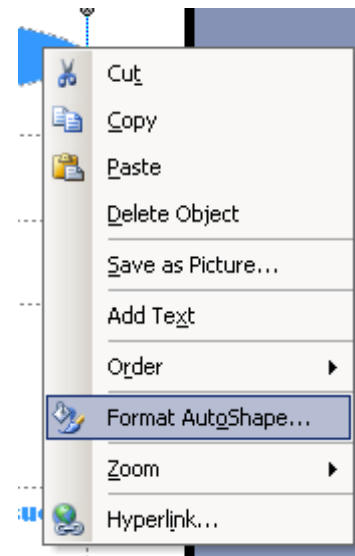 Cut
Copy
Paste
Delete Object
Save as Picture...
Add Text
Order
Format AutoShape...
Zoom
Hyperlink...